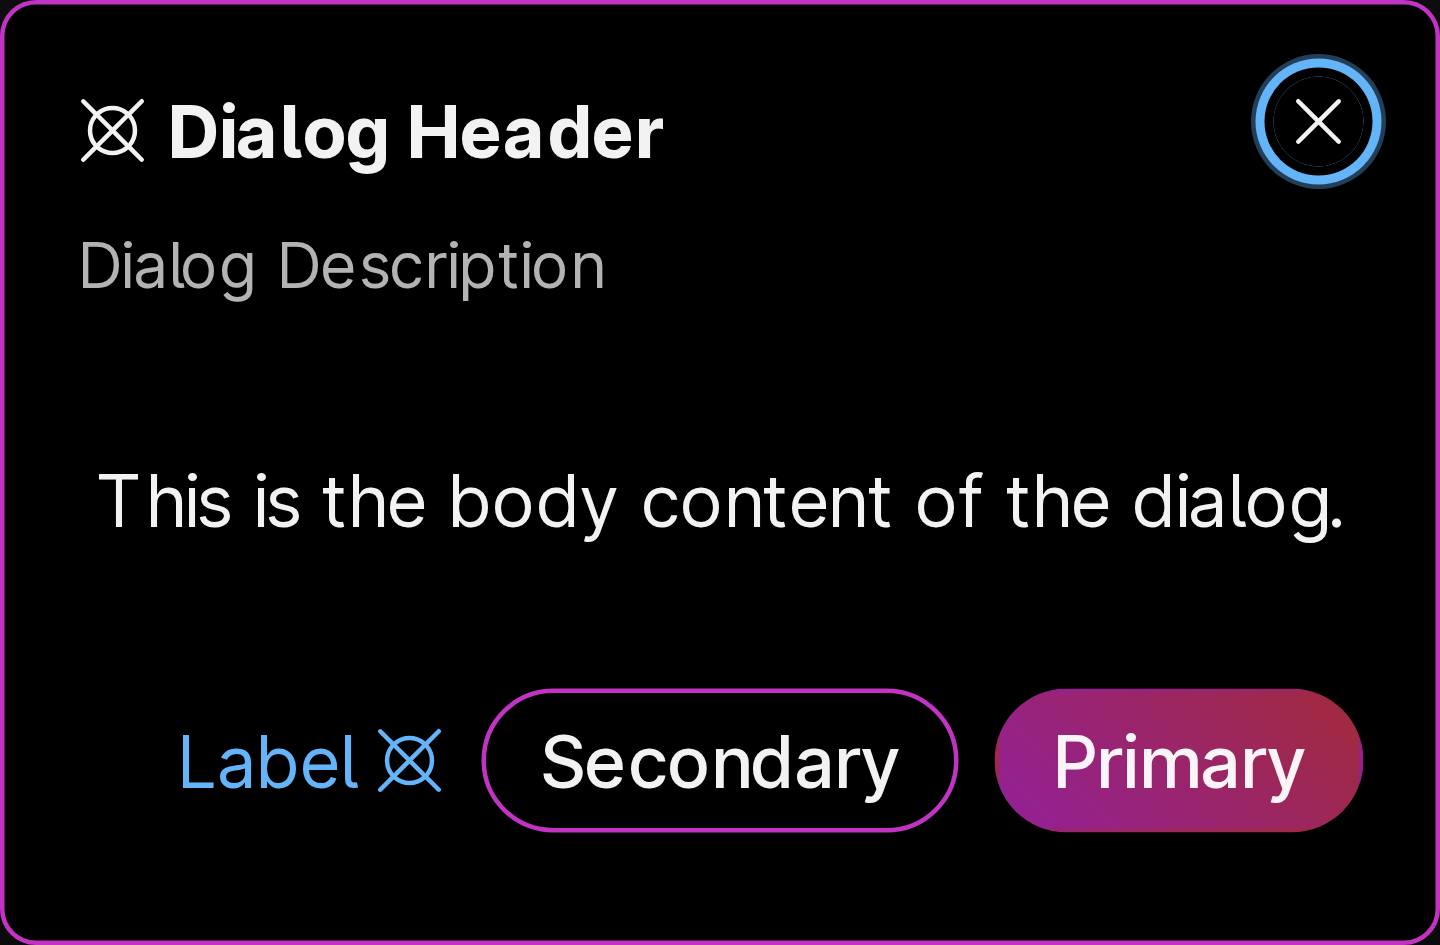 Dialog Header
Dialog Description
This is the body content of the dialog.
Label Secondary Primary